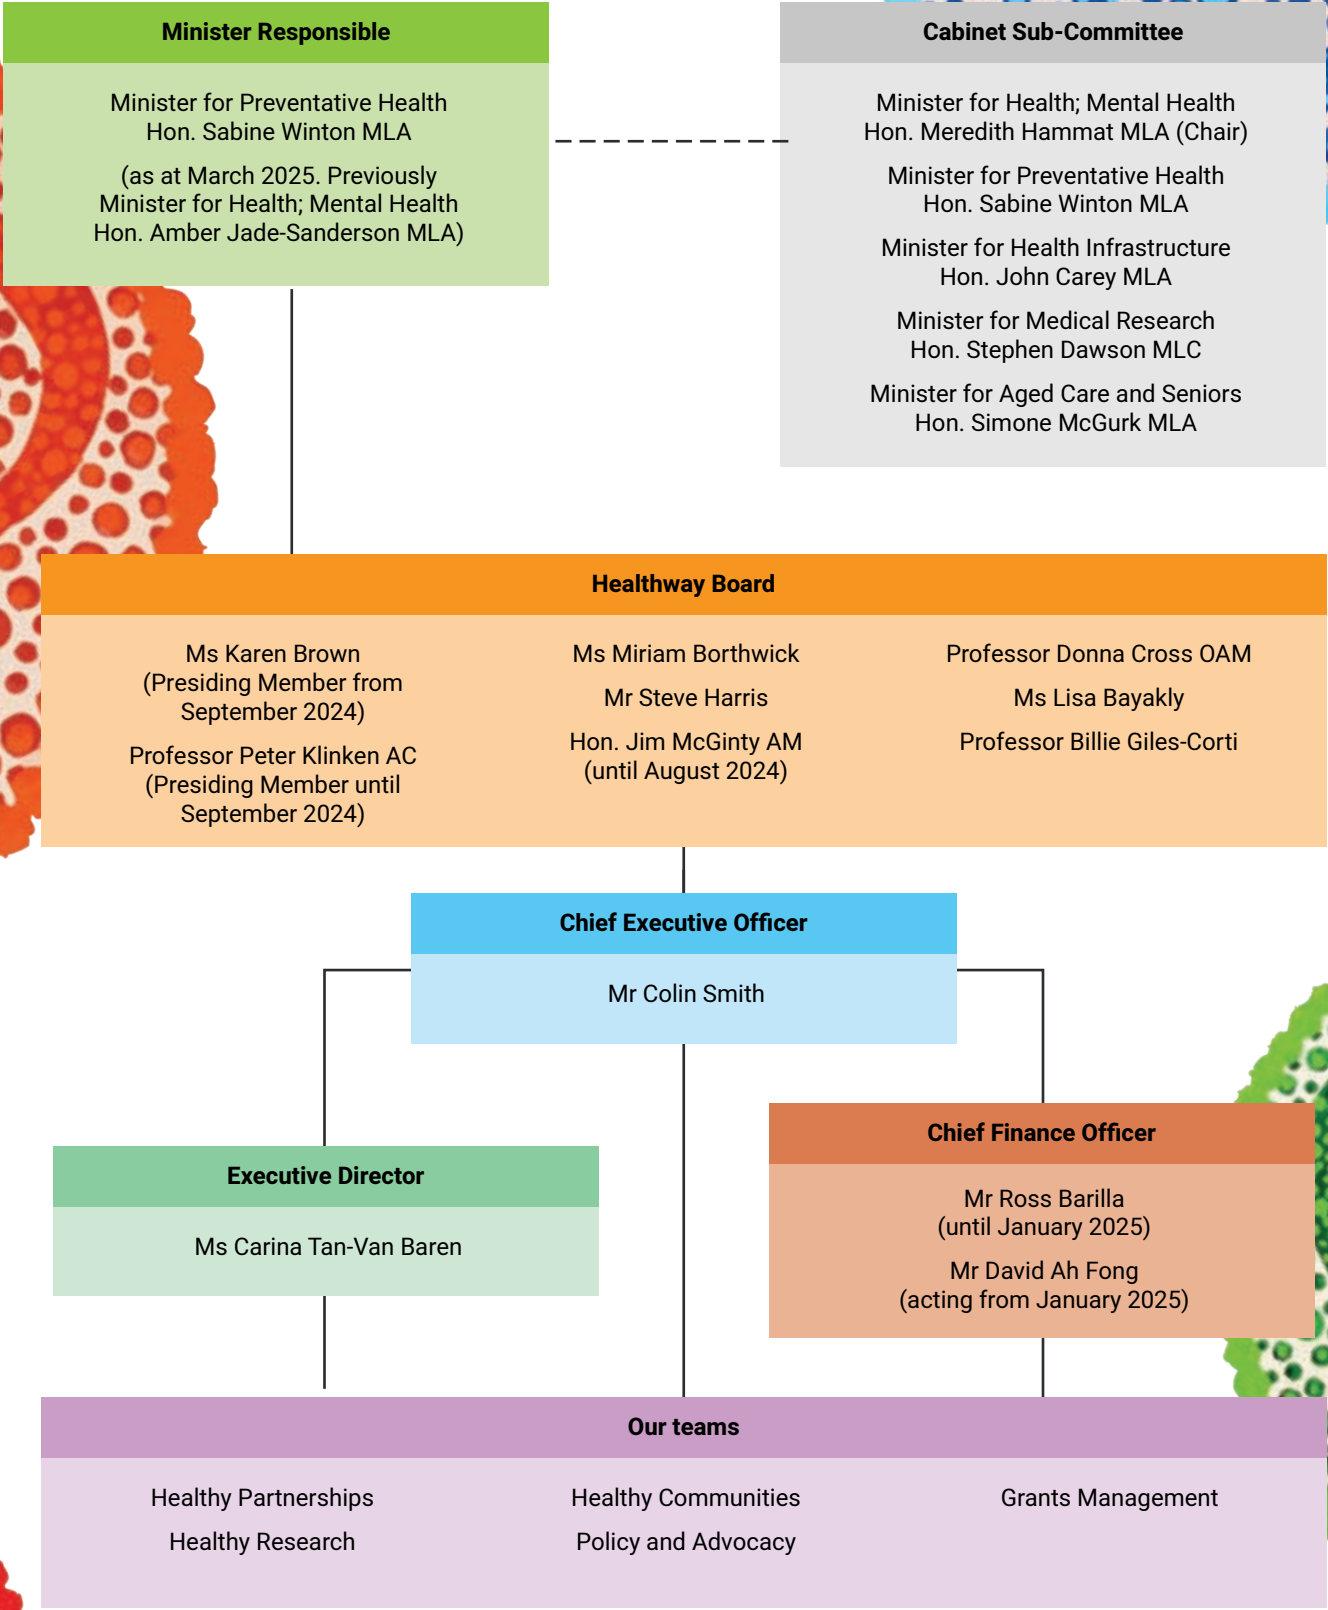 Minister Responsible
Minister for Preventative Health
Hon. Sabine Winton MLA
(as at March 2025. Previously
Minister for Health; Mental Health
Hon. Amber Jade-Sanderson MLA)
Cabinet Sub-Committee
Minister for Health; Mental Health
Hon. Meredith Hammat MLA (Chair)
Minister for Preventative Health
Hon. Sabine Winton MLA
Minister for Health Infrastructure
Hon. John Carey MLA
Minister for Medical Research
Hon. Stephen Dawson MLC
Minister for Aged Care and Seniors
Hon. Simone McGurk MLA
Healthway Board
Ms Karen Brown
(Presiding Member from
September 2024)
Professor Peter Klinken AC
(Presiding Member until
September 2024)
Ms Miriam Borthwick
Mr Steve Harris
Hon. Jim McGinty AM
(until August 2024)
Professor Donna Cross OAM
Ms Lisa Bayakly
Professor Billie Giles-Corti
Chief Executive Officer
Mr Colin Smith
Executive Director
Ms Carina Tan-Van Baren
Chief Finance Officer
Mr Ross Barilla
(until January 2025)
Mr David Ah Fong
(acting from January 2025)
Our teams
Healthy Partnerships
Healthy Research
Healthy Communities
Policy and Advocacy
Grants Management